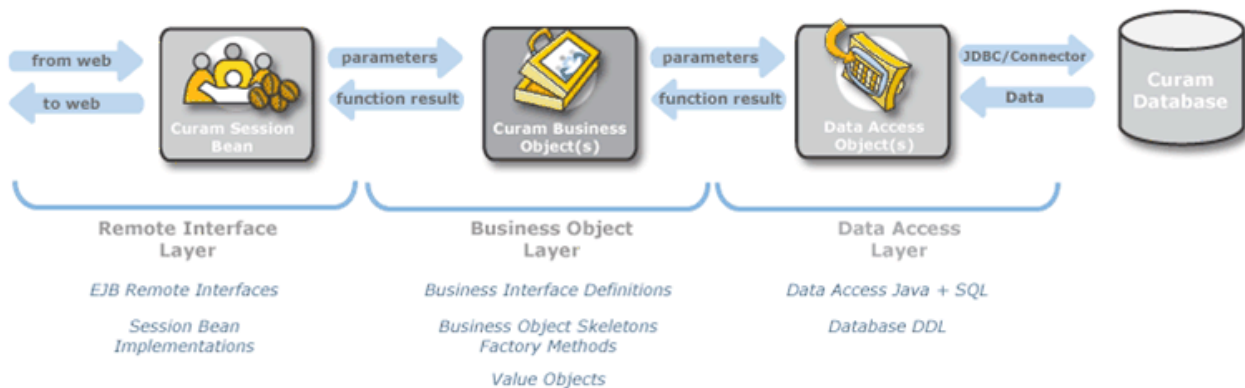 from web
to web
Curam Session
Bean
parameters
function result
Curam Business
Object(s)
parameters
function result
Data Access
Object(s)
JDBC/Connector
Data
Curam
Database
Remote Interface
Layer
Business Object
Layer
Data Access
Layer
EJB Remote Interfaces
Session Bean
Implementations
Business Interface Definitions
Business Object Skeletons
Factory Methods
Value Objects
Data Access Java + SQL
Database DDL